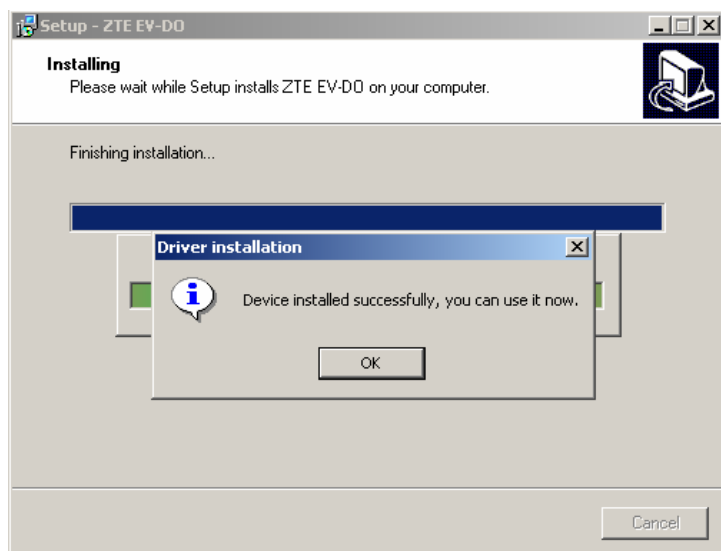 Setup - ZTE EV-DO
Installing
Please wait while Setup installs ZTE EV-DO on your computer.
Finishing installation...
Driver installation
Device installed successfully, you can use it now.
OK
Cancel